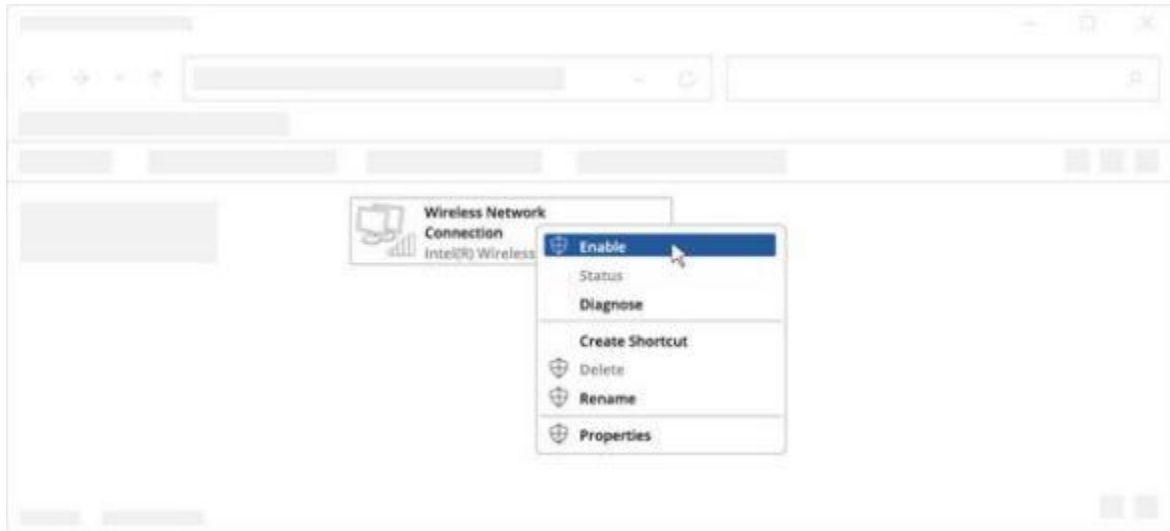 Wireless Network
Connection
Intel(R) Wireless
Enable
Status
Diagnose
Create Shortcut
Delete
Rename
Properties